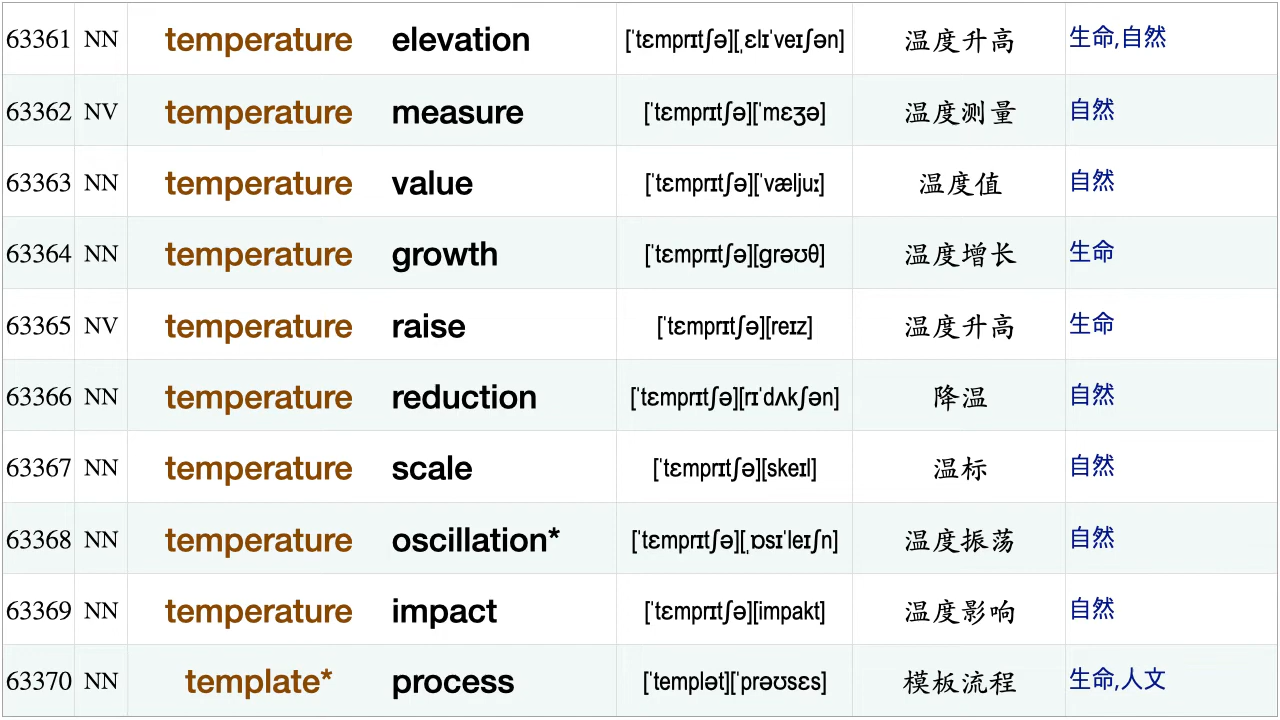 63361 NN temperature elevation [ˈtɛmprɪtʃə][ˌɛlɪˈveɪʃən] 温度升高 生命,自然
63362 NV temperature measure [ˈtɛmprɪtʃə][ˈmɛʒə] 温度测量 自然
63363 NN temperature value [ˈtɛmprɪtʃə][ˈvæljuː] 温度值 自然
63364 NN temperature growth [ˈtɛmprɪtʃə][grəʊθ] 温度增长 生命
63365 NV temperature raise [ˈtɛmprɪtʃə][reɪz] 温度升高 生命
63366 NN temperature reduction [ˈtɛmprɪtʃə][rɪˈdʌkʃən] 降温 自然
63367 NN temperature scale [ˈtɛmprɪtʃə][skeɪl] 温标 自然
63368 NN temperature oscillation* [ˈtɛmprɪtʃə][ˌɒsɪˈleɪʃn] 温度振荡 自然
63369 NN temperature impact [ˈtɛmprɪtʃə][impakt] 温度影响 自然
63370 NN template* process [ˈtemplət][ˈprəʊsɛs] 模板流程 生命,人文